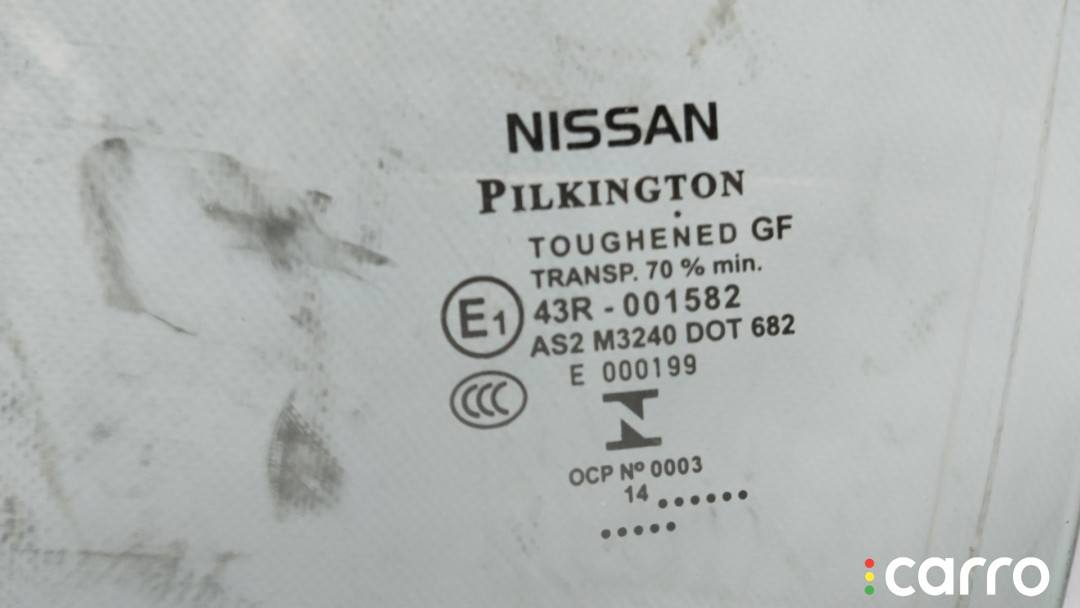 NISSAN
PILKINGTON
TOUGHENED GF
TRANSP. 70 % min.
E1 43R - 001582
AS2 M3240 DOT 682
E 000199
CCC
OCP Nº 0003
14 ......
.....
carro